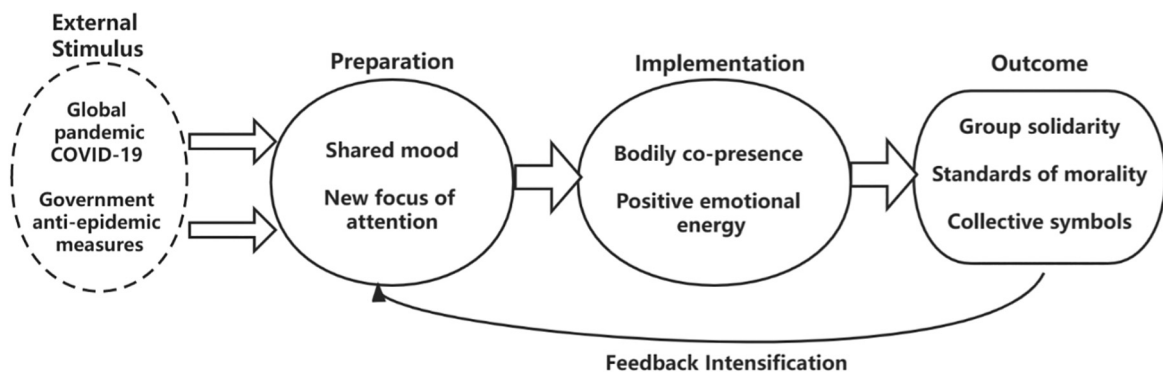 External
Stimulus
Global
pandemic
COVID-19
Government
anti-epidemic
measures
Preparation
Shared mood
New focus of
attention
Implementation
Bodily co-presence
Positive emotional
energy
Outcome
Group solidarity
Standards of morality
Collective symbols
Feedback Intensification